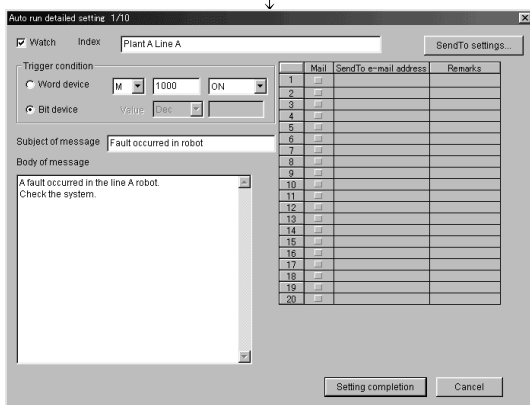 Auto run detailed setting 1/10
Watch Index Plant A Line A SendTo settings...
Trigger condition
Word device M 1000 ON
Bit device Value Dec
Subject of message Fault occurred in robot
Body of message
A fault occurred in the line A robot.
Check the system.
Mail SendTo e-mail address Remarks
1
2
3
4
5
6
7
8
9
10
11
12
13
14
15
16
17
18
19
20
Setting completion Cancel